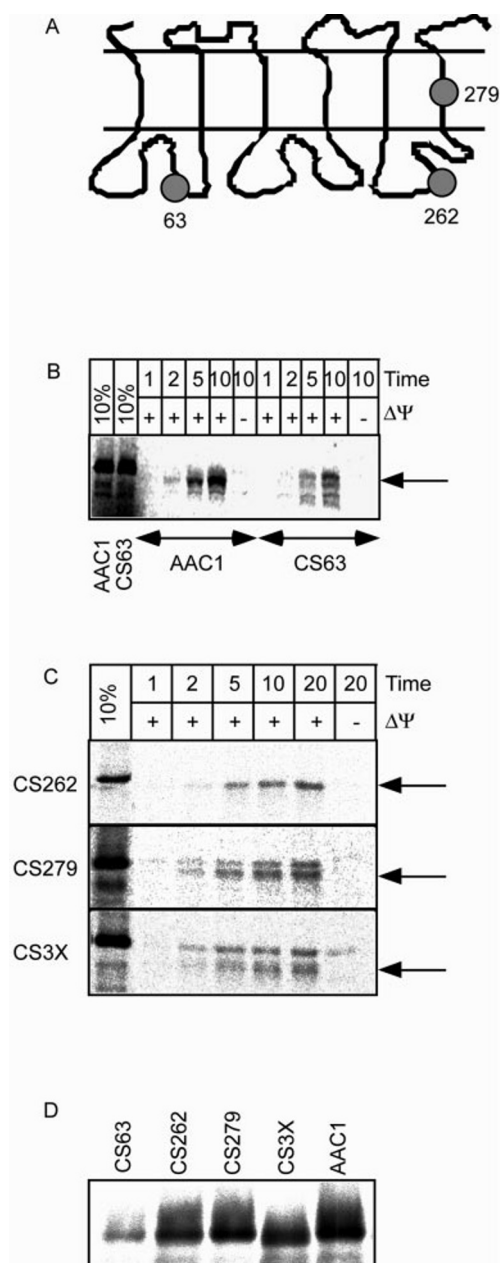 A
279
63
262
B
10% 10% 1 2 5 10 10 1 2 5 10 10 Time
+ + + + - + + + + - ΔΨ
AAC1 CS63 AAC1 CS63
C
10% 1 2 5 10 20 20 Time
+ + + + + - ΔΨ
CS262
CS279
CS3X
D
CS63 CS262 CS279 CS3X AAC1